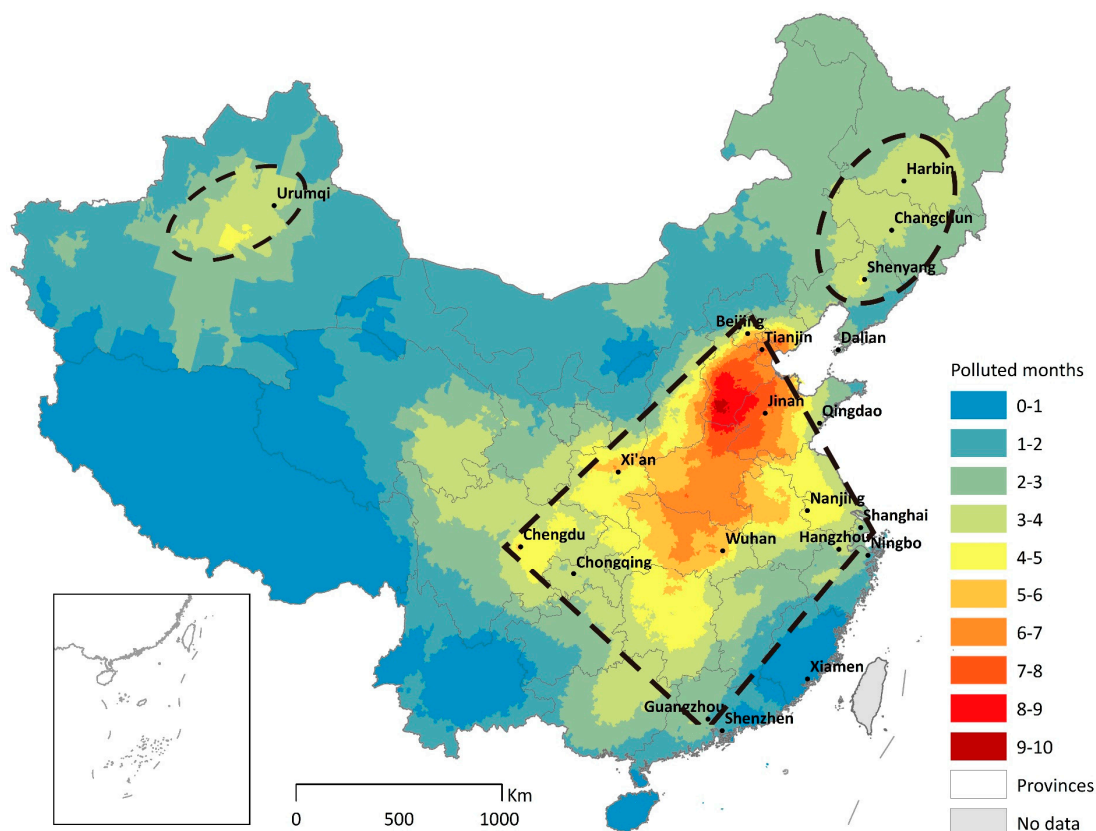 Harbin
Urumqi
Changchun
Shenyang
Beijing
Tianjin
Dalian
Jinan
Qingdao
Xi'an
Nanjing
Shanghai
Chengdu
Wuhan
Hangzhou
Ningbo
Chongqing
Xiamen
Guangzhou
Shenzhen
Km
0
500
1000
Polluted months
0-1
1-2
2-3
3-4
4-5
5-6
6-7
7-8
8-9
9-10
Provinces
No data